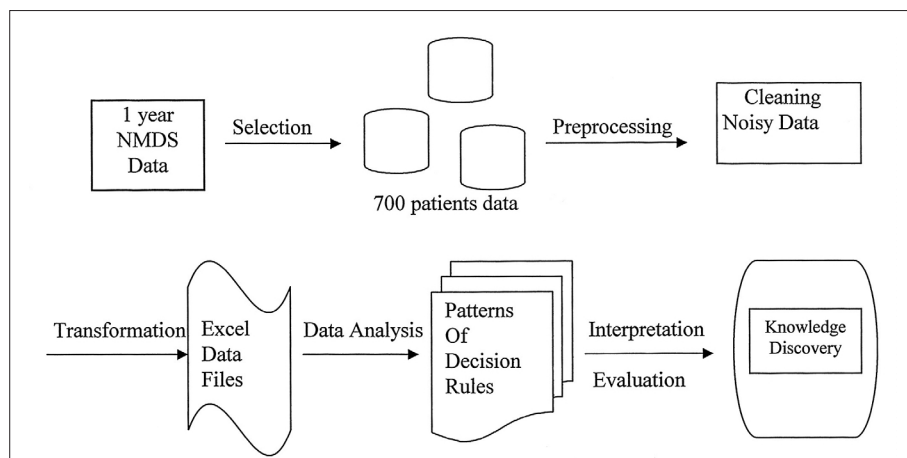 1 year
NMDS
Data
Selection
700 patients data
Preprocessing
Cleaning
Noisy Data
Transformation
Excel
Data
Files
Data Analysis
Patterns
Of
Decision
Rules
Interpretation
Evaluation
Knowledge
Discovery